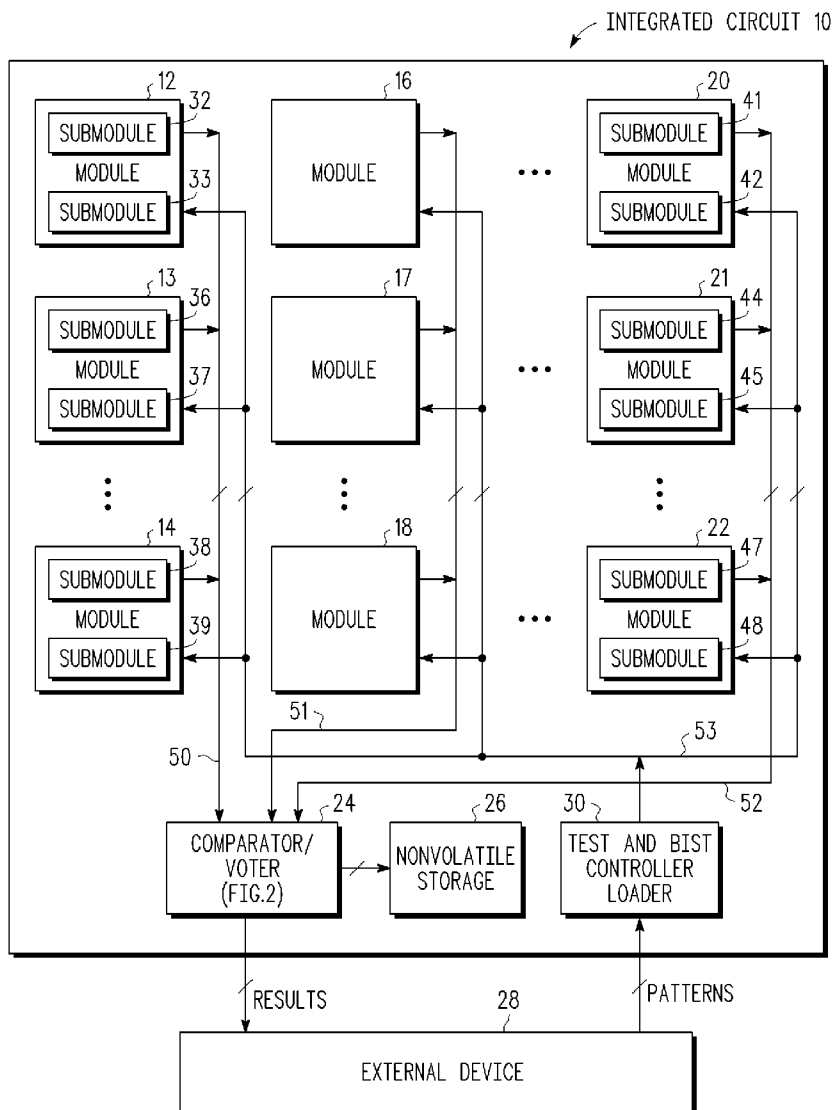 INTEGRATED CIRCUIT 10
12
16
20
32
SUBMODULE
MODULE
33
SUBMODULE
MODULE
41
SUBMODULE
MODULE
42
SUBMODULE
13
17
21
36
SUBMODULE
MODULE
37
SUBMODULE
MODULE
44
SUBMODULE
MODULE
45
SUBMODULE
14
18
22
38
SUBMODULE
MODULE
39
SUBMODULE
MODULE
47
SUBMODULE
MODULE
48
SUBMODULE
51
50
53
52
24
26
30
COMPARATOR/
VOTER
(FIG.2)
NONVOLATILE
STORAGE
TEST AND BIST
CONTROLLER
LOADER
RESULTS
PATTERNS
28
EXTERNAL DEVICE